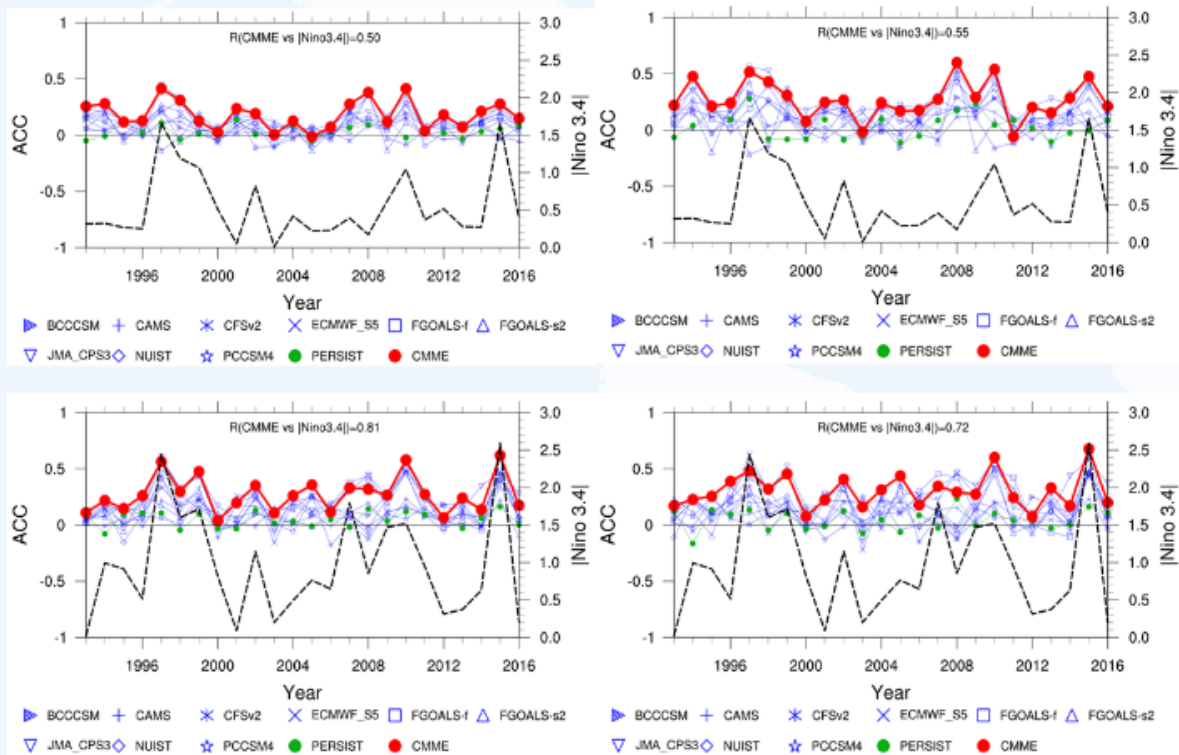 R(CMME vs |Nino3.4|)=0.50
1
0.5
0
-0.5
-1
ACC
3.0
2.5
2.0
1.5
1.0
0.5
0.0
|Nino 3.4|
1996 2000 2004 2008 2012 2016
Year
BCCCSM CAMS CFSv2 ECMWF_S5 FGOALS-f FGOALS-s2
JMA_CPS3 NUIST PCCSM4 PERSIST CMME
R(CMME vs |Nino3.4|)=0.55
1
0.5
0
-0.5
-1
ACC
3.0
2.5
2.0
1.5
1.0
0.5
0.0
|Nino 3.4|
1996 2000 2004 2008 2012 2016
Year
BCCCSM CAMS CFSv2 ECMWF_S5 FGOALS-f FGOALS-s2
JMA_CPS3 NUIST PCCSM4 PERSIST CMME
R(CMME vs |Nino3.4|)=0.81
1
0.5
0
-0.5
-1
ACC
3.0
2.5
2.0
1.5
1.0
0.5
0.0
|Nino 3.4|
1996 2000 2004 2008 2012 2016
Year
BCCCSM CAMS CFSv2 ECMWF_S5 FGOALS-f FGOALS-s2
JMA_CPS3 NUIST PCCSM4 PERSIST CMME
R(CMME vs |Nino3.4|)=0.72
1
0.5
0
-0.5
-1
ACC
3.0
2.5
2.0
1.5
1.0
0.5
0.0
|Nino 3.4|
1996 2000 2004 2008 2012 2016
Year
BCCCSM CAMS CFSv2 ECMWF_S5 FGOALS-f FGOALS-s2
JMA_CPS3 NUIST PCCSM4 PERSIST CMME